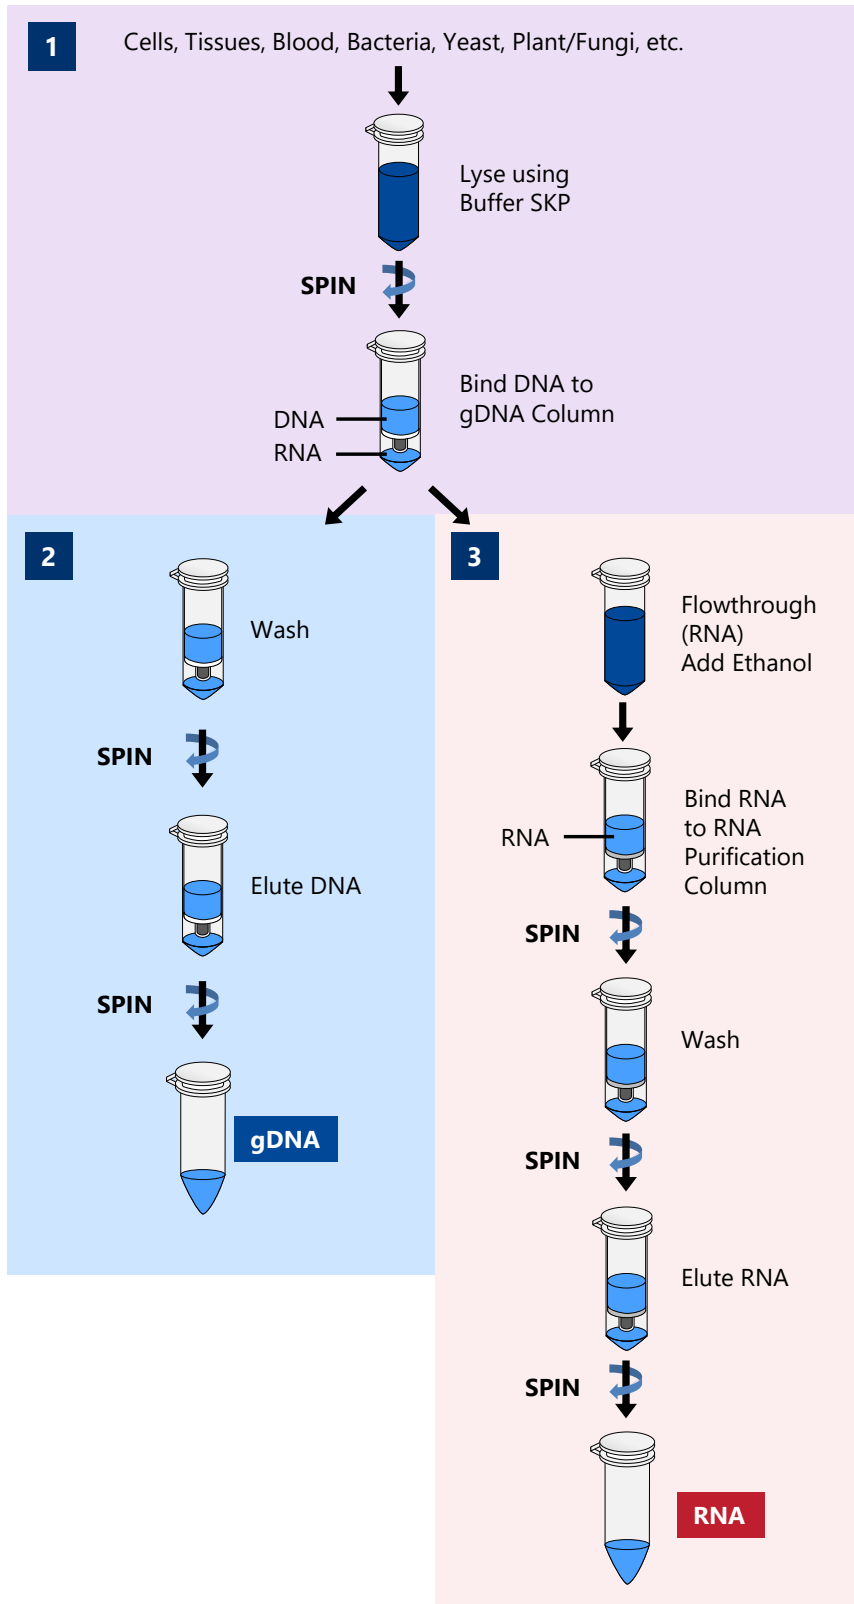 1
Cells, Tissues, Blood, Bacteria, Yeast, Plant/Fungi, etc.
Lyse using
Buffer SKP
SPIN
Bind DNA to
gDNA Column
DNA
RNA
2
Wash
SPIN
Elute DNA
SPIN
gDNA
3
Flowthrough
(RNA)
Add Ethanol
Bind RNA
to RNA
Purification
Column
RNA
SPIN
Wash
SPIN
Elute RNA
SPIN
RNA